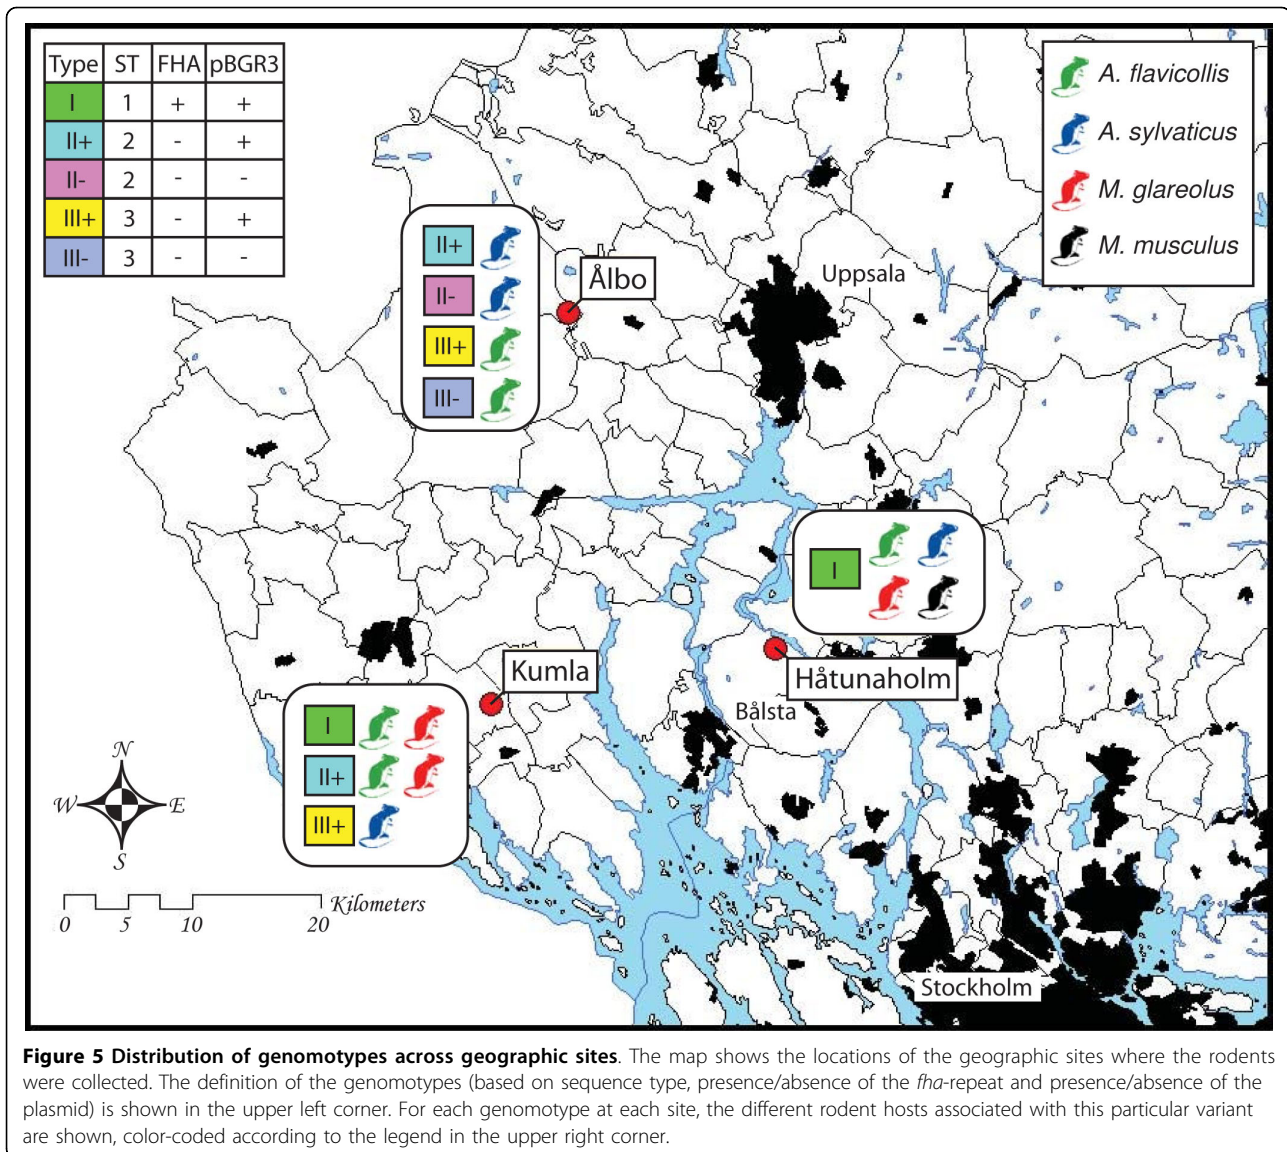 Type ST FHA pBGR3
I 1 + +
II+ 2 - +
II- 2 - -
III+ 3 - +
III- 3 - -
A. flavicollis
A. sylvaticus
M. glareolus
M. musculus
II+
II-
III+
III-
Ålbo
Uppsala
I
Håtunaholm
Bålsta
Kumla
I
II+
III+
N
W E
S
0 5 10 20 Kilometers
Stockholm
Figure 5 Distribution of genomotypes across geographic sites. The map shows the locations of the geographic sites where the rodents
were collected. The definition of the genomotypes (based on sequence type, presence/absence of the fha-repeat and presence/absence of the
plasmid) is shown in the upper left corner. For each genomotype at each site, the different rodent hosts associated with this particular variant
are shown, color-coded according to the legend in the upper right corner.